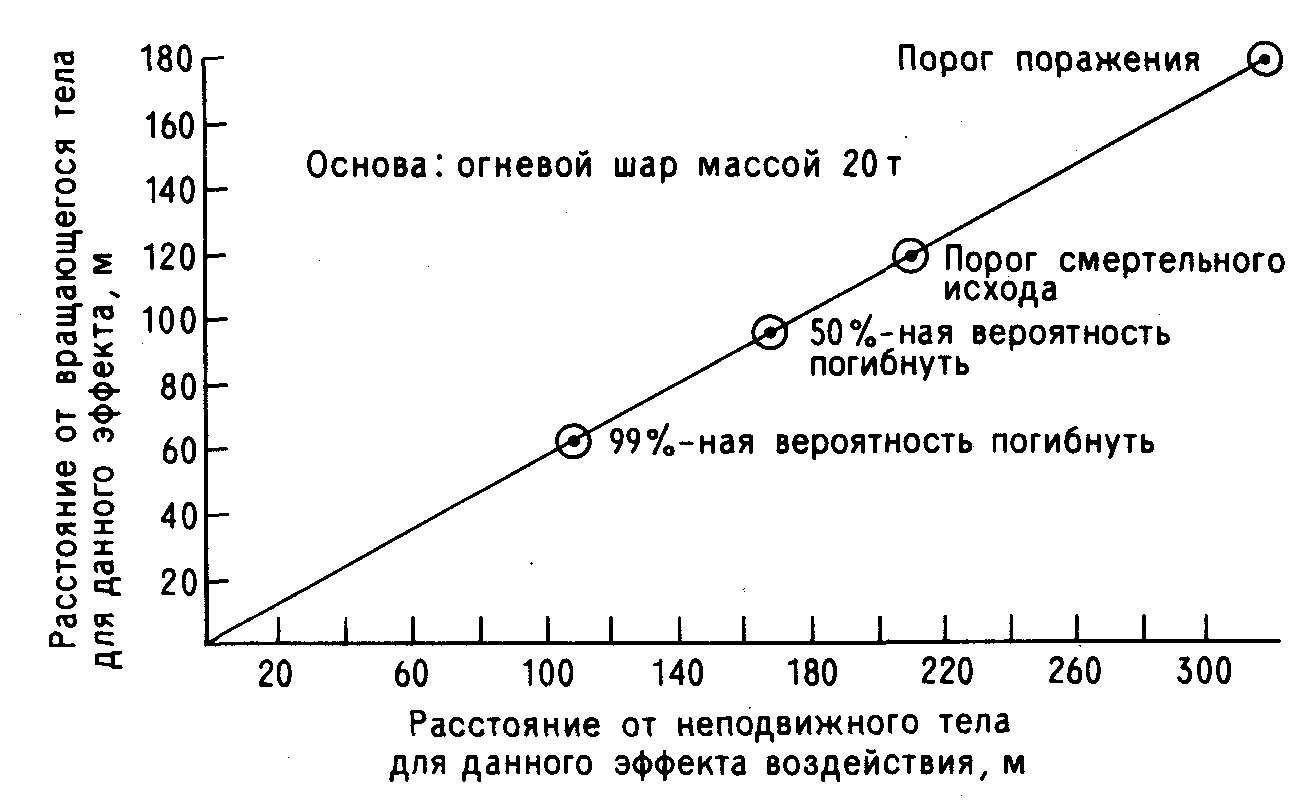 Расстояние от вращающегося тела
для данного эффекта, м
180
160
140
120
100
80
60
40
20
Порог поражения
Основа: огневой шар массой 20 т
Порог смертельного
исхода
50%-ная вероятность
погибнуть
99%-ная вероятность погибнуть
20 60 100 140 180 220 260 300
Расстояние от неподвижного тела
для данного эффекта воздействия, м